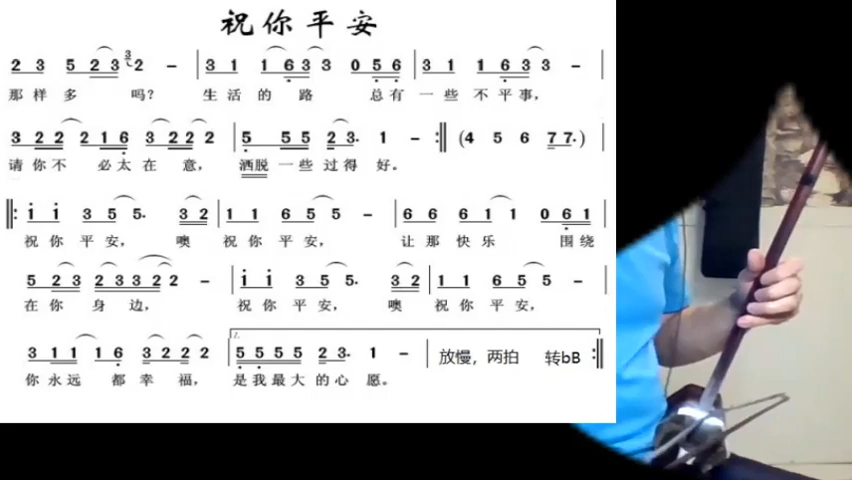 祝你平安
2 3 5 2 3 3 2 - | 3 1 1 6 3 3 0 5 6 | 3 1 1 6 3 3 - |
那样多 吗? 生活的 路 总有 一些 不平事,
3 2 2 2 1 6 3 2 2 2 | 5 5 5 2 3. 1 - :| (4 5 6 7 7.) |
请你不 必太在 意, 洒脱一些过得 好。
|: i i 3 5 5. 3 2 | 1 1 6 5 5 - | 6 6 6 1 1 0 6 1 |
祝你 平安, 噢 祝你 平安, 让那 快乐 围绕
5 2 3 2 3 3 2 2 - | i i 3 5 5. 3 2 | 1 1 6 5 5 - |
在你 身 边, 祝你 平安, 噢 祝你 平安,
3 1 1 1 6 3 2 2 2 | 5 5 5 5 2 3. 1 - | 放慢，两拍 转bB :|
你永远 都幸 福, 是我最大的心 愿。